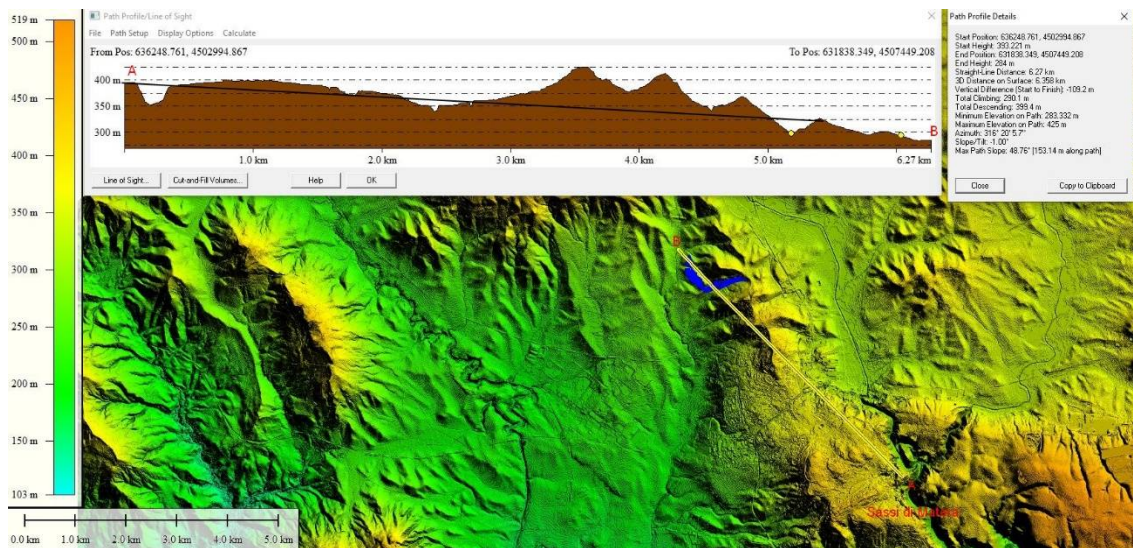 519 m
500 m
450 m
400 m
350 m
300 m
250 m
200 m
150 m
103 m
0.0 km 1.0 km 2.0 km 3.0 km 4.0 km 5.0 km
Path Profile/Line of Sight
File Path Setup Display Options Calculate
From Pos: 636248.761, 4502994.867
To Pos: 631838.349, 4507449.208
A
400 m
350 m
300 m
B
1.0 km 2.0 km 3.0 km 4.0 km 5.0 km 6.27 km
Line of Sight... Cut-and-Fill Volumes... Help OK
Path Profile Details
Start Position: 636248.761, 4502994.867
Start Height: 393.221 m
End Position: 631838.349, 4507449.208
End Height: 284 m
Straight-Line Distance: 6.27 km
3D Distance on Surface: 6.358 km
Vertical Difference (Start to Finish): -109.2 m
Total Climbing: 290.1 m
Total Descending: 399.4 m
Minimum Elevation on Path: 283.332 m
Maximum Elevation on Path: 425 m
Azimuth: 316° 20' 5.7"
Slope/Tilt: -1.00°
Max Path Slope: 48.76° [153.14 m along path]
Close Copy to Clipboard
B
A
Sassi di Matera